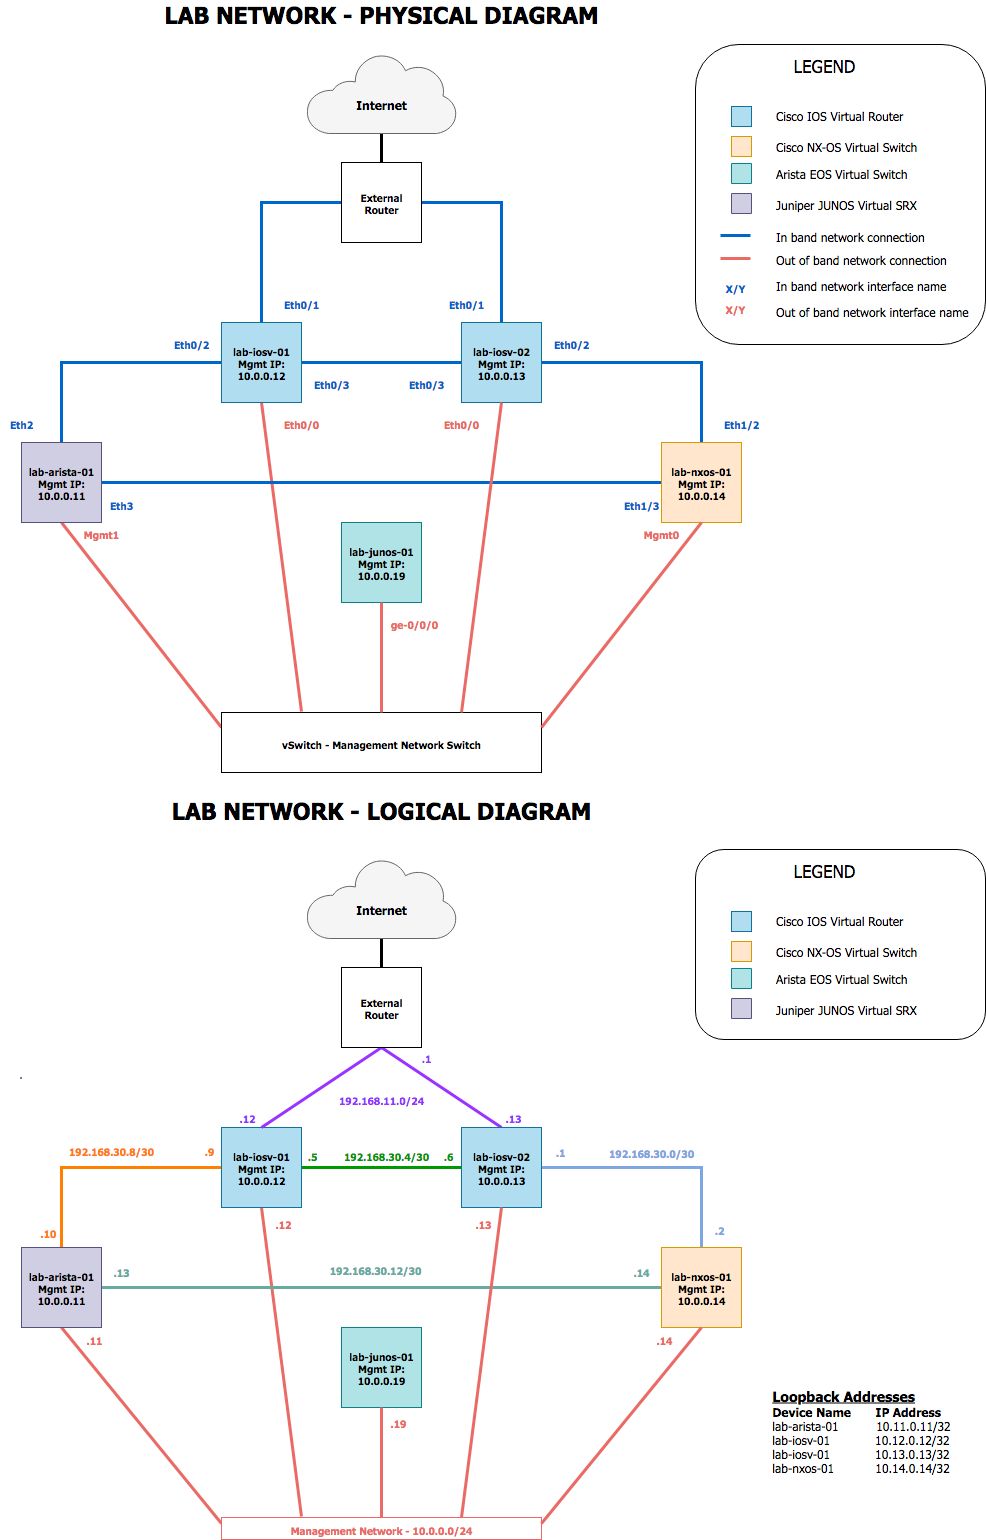 LAB NETWORK - PHYSICAL DIAGRAM
Internet
External
Router
LEGEND
Cisco IOS Virtual Router
Cisco NX-OS Virtual Switch
Arista EOS Virtual Switch
Juniper JUNOS Virtual SRX
In band network connection
Out of band network connection
X/Y In band network interface name
X/Y Out of band network interface name
Eth0/1
Eth0/1
Eth0/2
lab-iosv-01
Mgmt IP:
10.0.0.12
lab-iosv-02
Mgmt IP:
10.0.0.13
Eth0/2
Eth0/3
Eth0/3
Eth2
Eth0/0
Eth0/0
Eth1/2
lab-arista-01
Mgmt IP:
10.0.0.11
lab-nxos-01
Mgmt IP:
10.0.0.14
Eth3
Eth1/3
Mgmt1
Mgmt0
lab-junos-01
Mgmt IP:
10.0.0.19
ge-0/0/0
vSwitch - Management Network Switch
LAB NETWORK - LOGICAL DIAGRAM
Internet
External
Router
LEGEND
Cisco IOS Virtual Router
Cisco NX-OS Virtual Switch
Arista EOS Virtual Switch
Juniper JUNOS Virtual SRX
.1
192.168.11.0/24
.12
.13
192.168.30.8/30
.9
lab-iosv-01
Mgmt IP:
10.0.0.12
.5
192.168.30.4/30
.6
lab-iosv-02
Mgmt IP:
10.0.0.13
.1
192.168.30.0/30
.10
.12
.13
.2
lab-arista-01
Mgmt IP:
10.0.0.11
.13
192.168.30.12/30
.14
lab-nxos-01
Mgmt IP:
10.0.0.14
.11
.14
lab-junos-01
Mgmt IP:
10.0.0.19
.19
Loopback Addresses
Device Name IP Address
lab-arista-01 10.11.0.11/32
lab-iosv-01 10.12.0.12/32
lab-iosv-01 10.13.0.13/32
lab-nxos-01 10.14.0.14/32
Management Network - 10.0.0.0/24